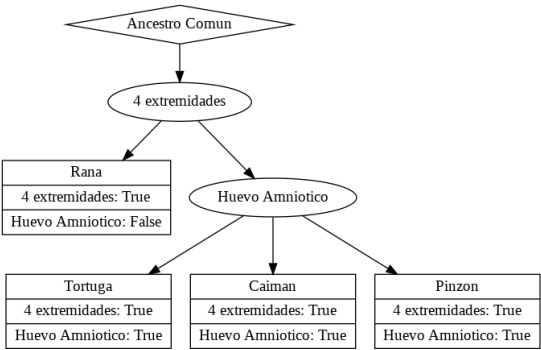 Ancestro Comun
4 extremidades
Rana
4 extremidades: True
Huevo Amniotico: False
Huevo Amniotico
Tortuga
4 extremidades: True
Huevo Amniotico: True
Caiman
4 extremidades: True
Huevo Amniotico: True
Pinzon
4 extremidades: True
Huevo Amniotico: True